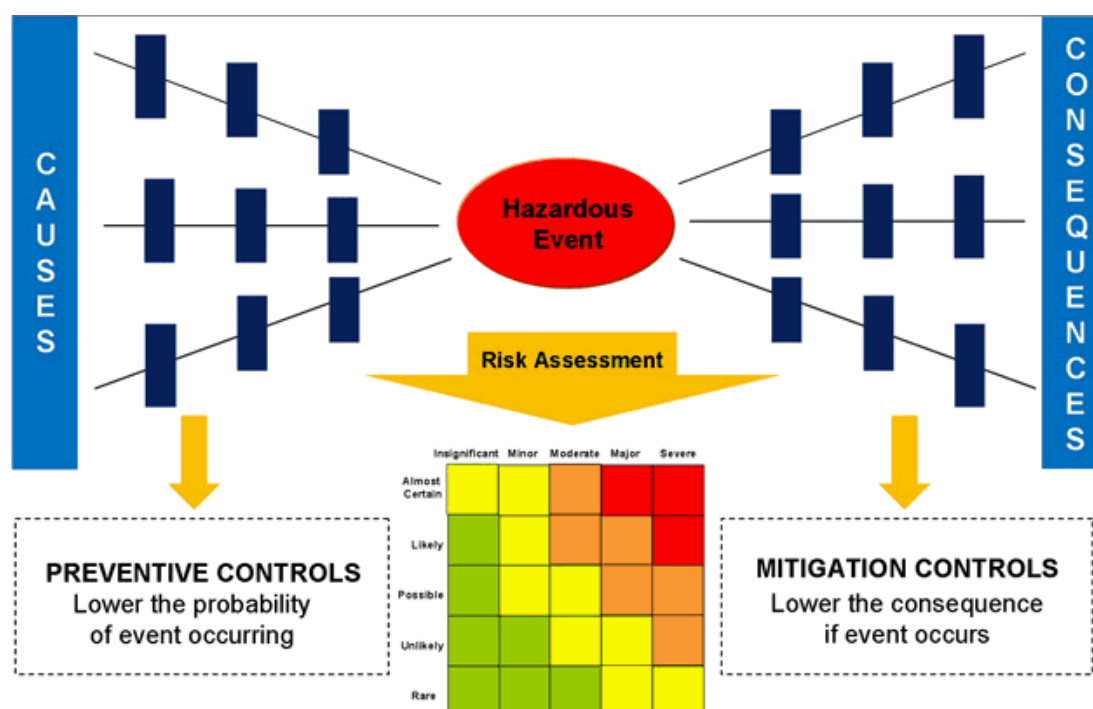 CAUSES
Hazardous
Event
CONSEQUENCES
Risk Assessment
PREVENTIVE CONTROLS
Lower the probability
of event occurring
Insignificant Minor Moderate Major Severe
Almost
Certain
Likely
Possible
Unlikely
Rare
MITIGATION CONTROLS
Lower the consequence
if event occurs